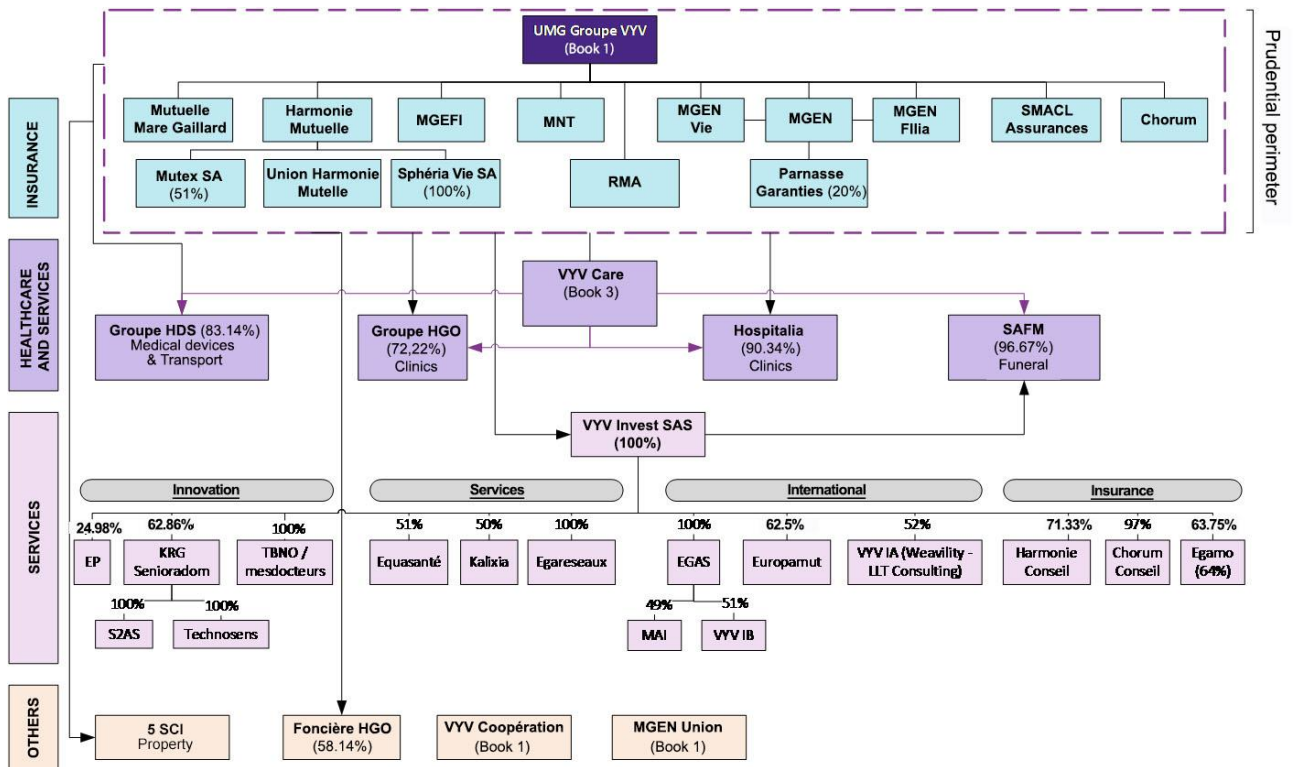 UMG Groupe VYV
(Book 1)
Prudential perimeter
INSURANCE
Mutuelle
Mare Gaillard
Harmonie
Mutuelle
MGEFI
MNT
MGEN
Vie
MGEN
MGEN
FIlia
SMACL
Assurances
Chorum
Mutex SA
(51%)
Union Harmonie
Mutelle
Sphéria Vie SA
(100%)
RMA
Parnasse
Garanties (20%)
HEALTHCARE
AND SERVICES
VYV Care
(Book 3)
Groupe HDS (83.14%)
Medical devices
& Transport
Groupe HGO
(72,22%)
Clinics
Hospitalia
(90.34%)
Clinics
SAFM
(96.67%)
Funeral
SERVICES
VYV Invest SAS
(100%)
Innovation
Services
International
Insurance
24.98%
62.86%
100%
51%
50%
100%
100%
62.5%
52%
71.33%
97%
63.75%
EP
KRG
Senioradom
TBNO /
mesdocteurs
Equasanté
Kalixia
Egareseaux
EGAS
Europamut
VYV IA (Weavility -
LLT Consulting)
Harmonie
Conseil
Chorum
Conseil
Egamo
(64%)
100%
100%
49%
51%
S2AS
Technosens
MAI
VYV IB
OTHERS
5 SCI
Property
Foncière HGO
(58.14%)
VYV Coopération
(Book 1)
MGEN Union
(Book 1)